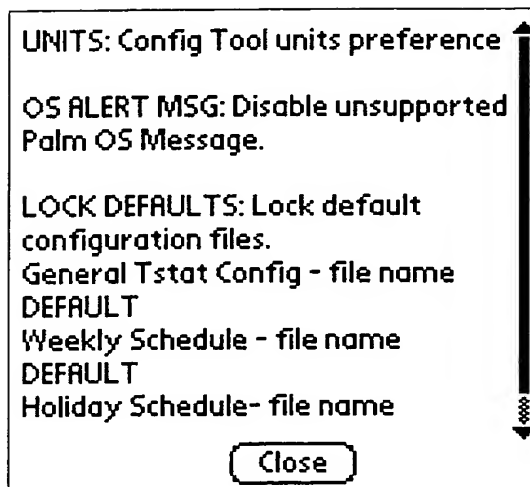 UNITS: Config Tool units preference
OS ALERT MSG: Disable unsupported
Palm OS Message.
LOCK DEFAULTS: Lock default
configuration files.
General Tstat Config - file name
DEFAULT
Weekly Schedule - file name
DEFAULT
Holiday Schedule- file name
Close